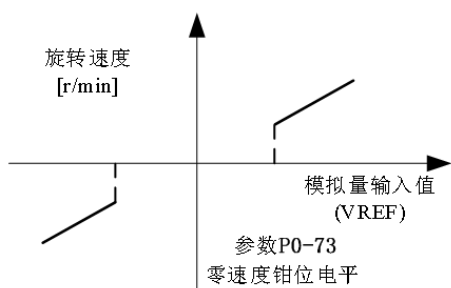 旋转速度
[r/min]
模拟量输入值
(VREF)
参数P0-73
零速度钳位电平